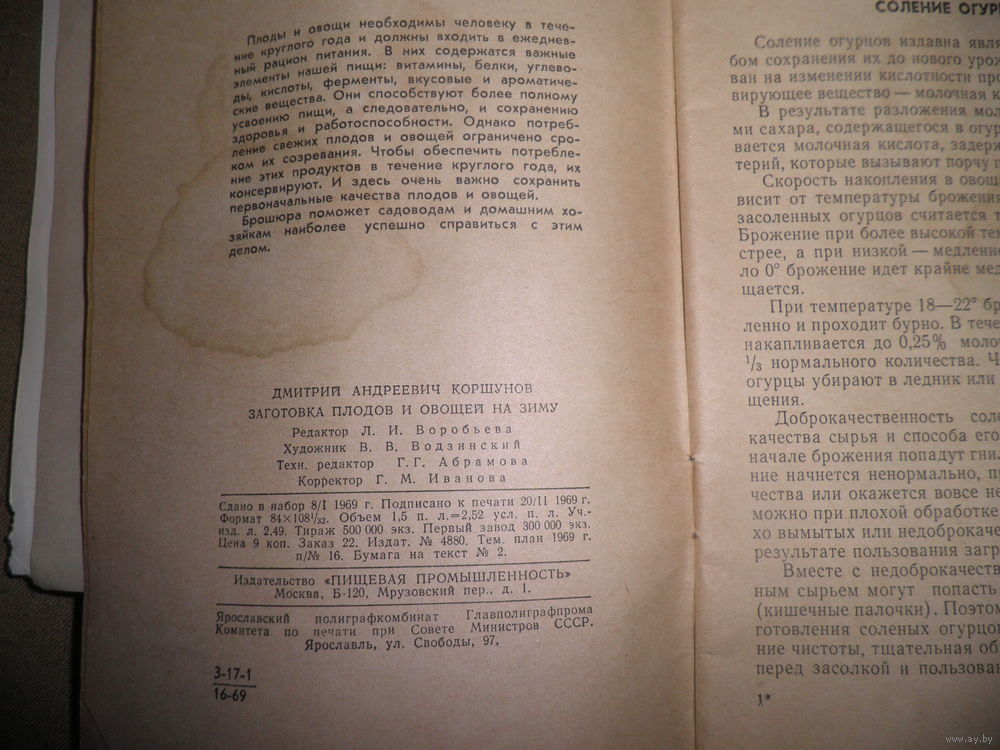 Плоды и овощи необходимы человеку в тече-
ние круглого года и должны входить в ежеднев-
ный рацион питания. В них содержатся важные
элементы нашей пищи: витамины, белки, углево-
ды, кислоты, ферменты, вкусовые и ароматиче-
ские вещества. Они способствуют более полному
усвоению пищи, а следовательно, и сохранению
здоровья и работоспособности. Однако потреб-
ление свежих плодов и овощей ограничено сро-
ком их созревания. Чтобы обеспечить потребле-
ние этих продуктов в течение круглого года, их
консервируют. И здесь очень важно сохранить
первоначальные качества плодов и овощей.
Брошюра поможет садоводам и домашним хо-
зяйкам наиболее успешно справиться с этим
делом.
ДМИТРИЙ АНДРЕЕВИЧ КОРШУНОВ
ЗАГОТОВКА ПЛОДОВ И ОВОЩЕЙ НА ЗИМУ
Редактор Л. И. Воробьева
Художник В. В. Водзинский
Техн. редактор Г. Г. Абрамова
Корректор Г. М. Иванова
Сдано в набор 8/I 1969 г. Подписано к печати 20/II 1969 г.
Формат 84×108¹/₃₂. Объем 1,5 п. л.=2,52 усл. п. л. Уч.-
изд. л. 2,49. Тираж 500 000 экз. Первый завод 300 000 экз.
Цена 9 коп. Заказ 22. Издат. № 4880. Тем. план 1969 г.
п/№ 16. Бумага на текст № 2.
Издательство «ПИЩЕВАЯ ПРОМЫШЛЕННОСТЬ»
Москва, Б-120, Мрузовский пер., д. 1.
Ярославский полиграфкомбинат Главполиграфпрома
Комитета по печати при Совете Министров СССР.
Ярославль, ул. Свободы, 97.
3-17-1
16-69
СОЛЕНИЕ ОГУР
Соление огурцов издавна явл
бом сохранения их до нового урож
ван на изменении кислотности пр
вирующее вещество — молочная к
В результате разложения мол
ми сахара, содержащегося в огур
вается молочная кислота, задер
терий, которые вызывают порчу
Скорость накопления в овощ
висит от температуры брожения
засоленных огурцов считается т
Брожение при более высокой тем
стрее, а при низкой — медленне
ло 0° брожение идет крайне мед
щается.
При температуре 18—22° бр
ленно и проходит бурно. В тече
накапливается до 0,25% моло
¹/₃ нормального количества. Ч
огурцы убирают в ледник или
щения.
Доброкачественность соле
качества сырья и способа его
начале брожения попадут гнил
ние начнется ненормально, п
чества или окажется вовсе не
можно при плохой обработке
хо вымытых или недоброкаче
результате пользования загр
Вместе с недоброкачеств
ным сырьем могут попасть
(кишечные палочки). Поэтом
готовления соленых огурцо
ние чистоты, тщательная об
перед засолкой и пользован
1*
www.ay.by